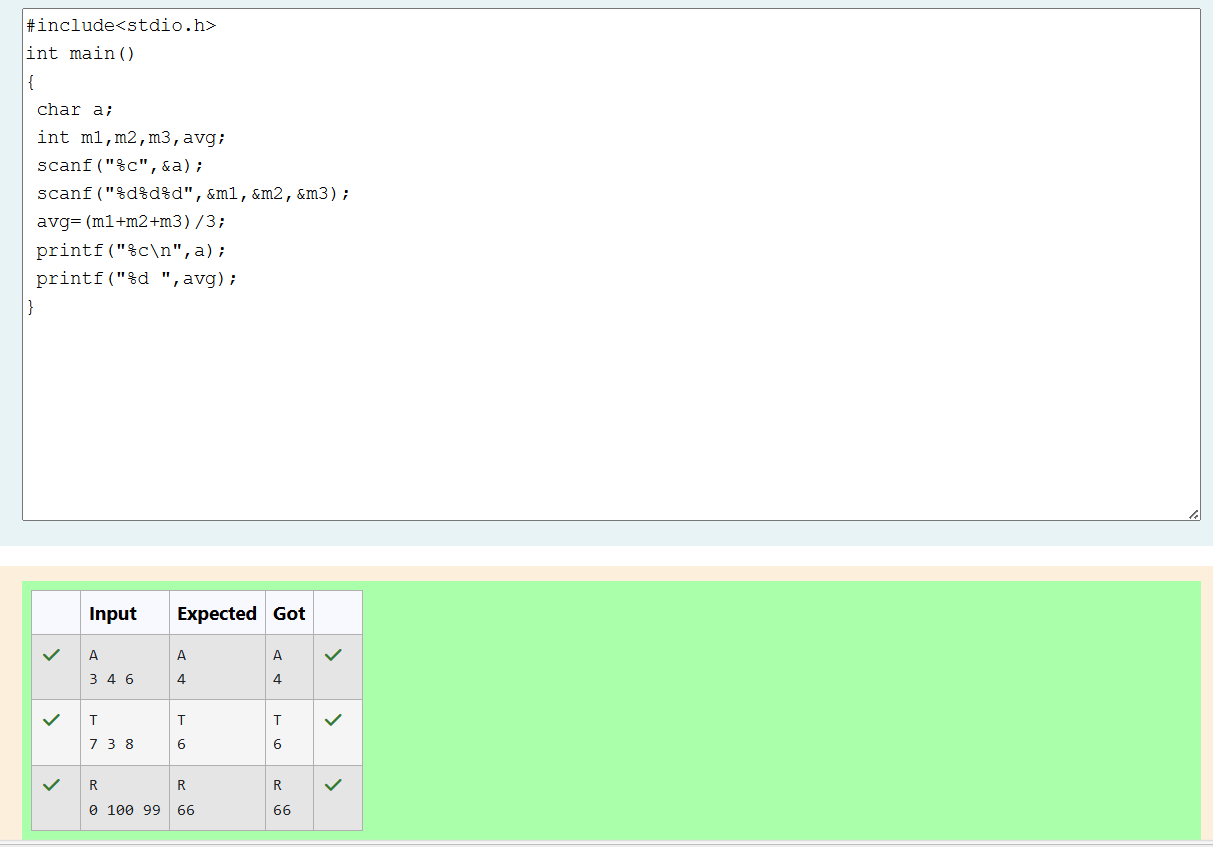 #include<stdio.h>
int main()
{
 char a;
 int m1,m2,m3,avg;
 scanf("%c",&a);
 scanf("%d%d%d",&m1,&m2,&m3);
 avg=(m1+m2+m3)/3;
 printf("%c\n",a);
 printf("%d ",avg);
}
Input Expected Got
A A A
3 4 6 4 4
T T T
7 3 8 6 6
R R R
0 100 99 66 66